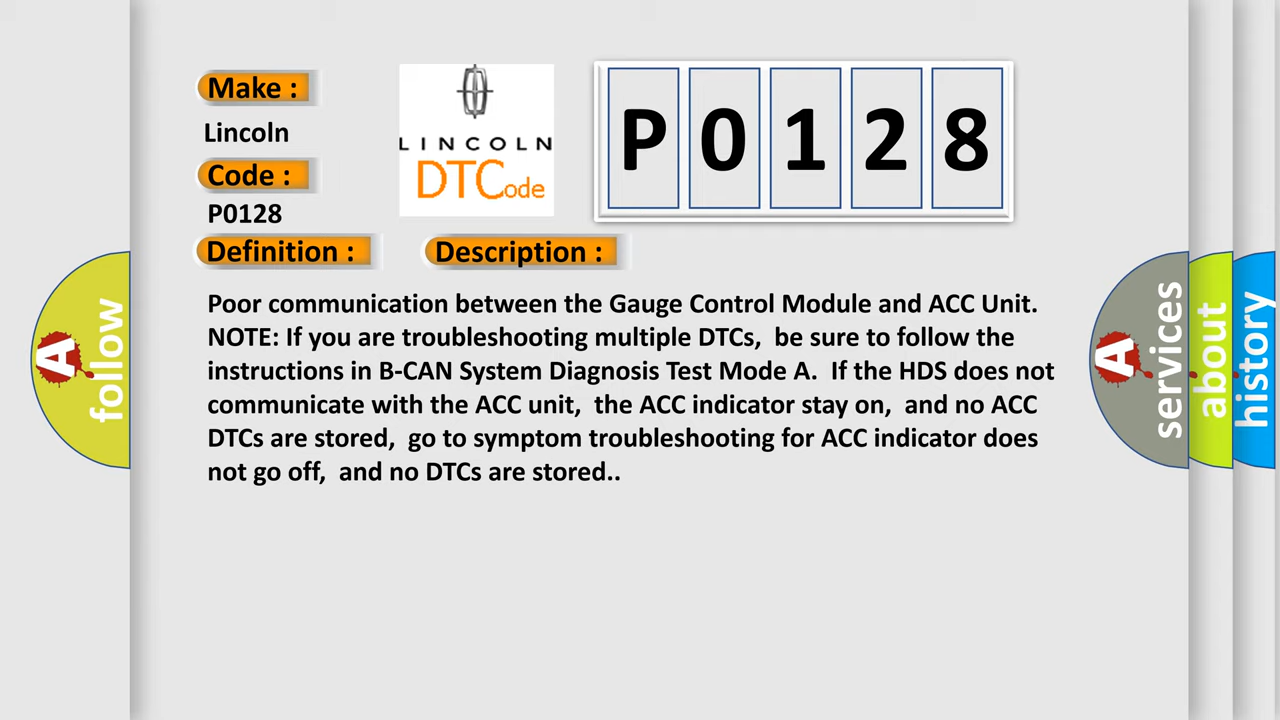 Make :
Lincoln
Code :
P0128
LINCOLN
DTCode
P0128
Definition :
Description :
Poor communication between the Gauge Control Module and ACC Unit.
NOTE: If you are troubleshooting multiple DTCs,  be sure to follow the
instructions in B-CAN System Diagnosis Test Mode A.  If the HDS does not
communicate with the ACC unit,  the ACC indicator stay on,  and no ACC
DTCs are stored,  go to symptom troubleshooting for ACC indicator does
not go off,  and no DTCs are stored..
A follow
A services
about
history